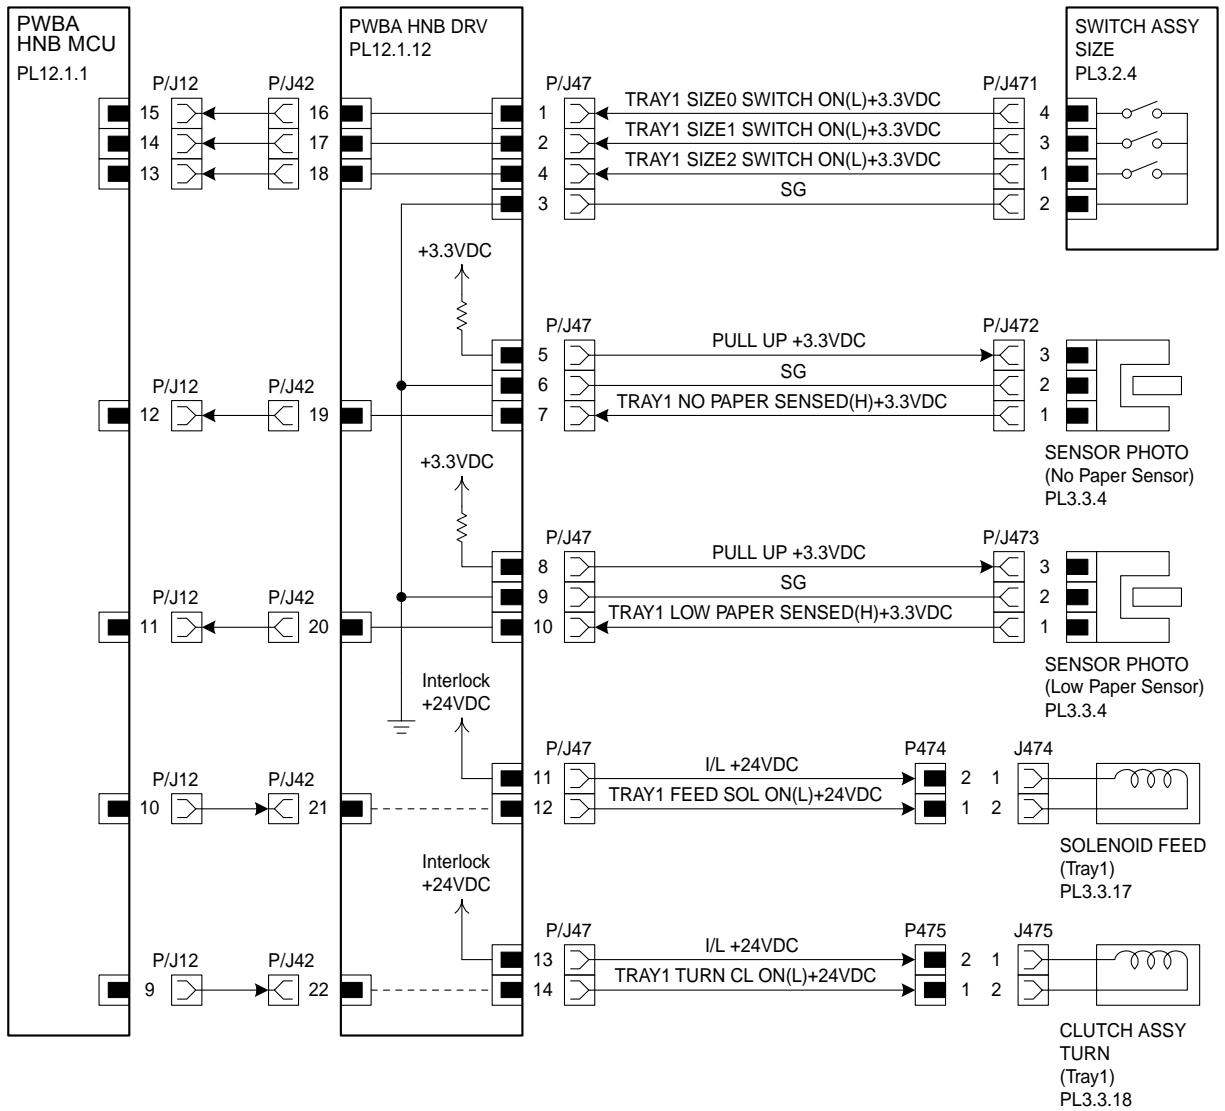 PWBA
HNB MCU
PL12.1.1
PWBA HNB DRV
PL12.1.12
SWITCH ASSY
SIZE
PL3.2.4
P/J12 P/J42 P/J47 P/J471
15 16 1 TRAY1 SIZE0 SWITCH ON(L)+3.3VDC 4
14 17 2 TRAY1 SIZE1 SWITCH ON(L)+3.3VDC 3
13 18 4 TRAY1 SIZE2 SWITCH ON(L)+3.3VDC 1
3 SG 2
+3.3VDC
P/J47 P/J472
5 PULL UP +3.3VDC 3
6 SG 2
P/J12 P/J42
12 19 7 TRAY1 NO PAPER SENSED(H)+3.3VDC 1
SENSOR PHOTO
(No Paper Sensor)
PL3.3.4
+3.3VDC
P/J47 P/J473
8 PULL UP +3.3VDC 3
9 SG 2
P/J12 P/J42
11 20 10 TRAY1 LOW PAPER SENSED(H)+3.3VDC 1
SENSOR PHOTO
(Low Paper Sensor)
PL3.3.4
Interlock
+24VDC
P/J47 P474 J474
11 I/L +24VDC 2 1
P/J12 P/J42
10 21 12 TRAY1 FEED SOL ON(L)+24VDC 1 2
SOLENOID FEED
(Tray1)
PL3.3.17
Interlock
+24VDC
P/J47 P475 J475
13 I/L +24VDC 2 1
P/J12 P/J42
9 22 14 TRAY1 TURN CL ON(L)+24VDC 1 2
CLUTCH ASSY
TURN
(Tray1)
PL3.3.18